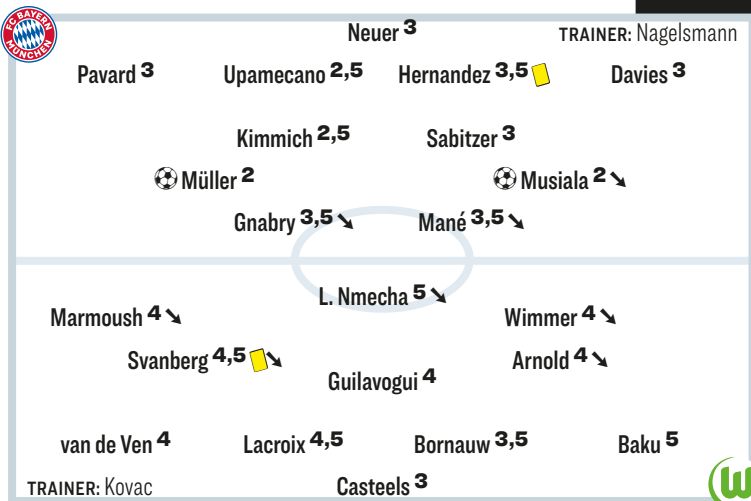 FC BAYERN
MÜNCHEN
Neuer 3
TRAINER: Nagelsmann
Pavard 3 Upamecano 2,5 Hernandez 3,5 Davies 3
Kimmich 2,5 Sabitzer 3
Müller 2 Musiala 2
Gnabry 3,5 Mané 3,5
L. Nmecha 5
Marmoush 4 Wimmer 4
Svanberg 4,5 Arnold 4
Guilavogui 4
van de Ven 4 Lacroix 4,5 Bornauw 3,5 Baku 5
TRAINER: Kovac
Casteels 3
W